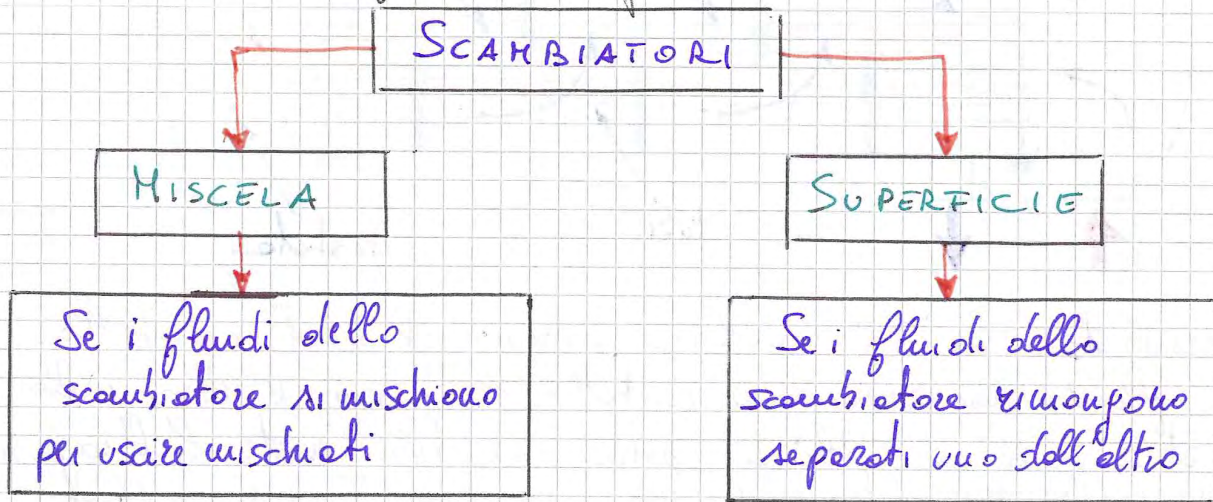 SCAMBIATORI
MISCELA
SUPERFICIE
Se i fluidi dello
scambiatore si mischiano
per uscire mischiati
Se i fluidi dello
scambiatore rimangono
separati uno dall'altro